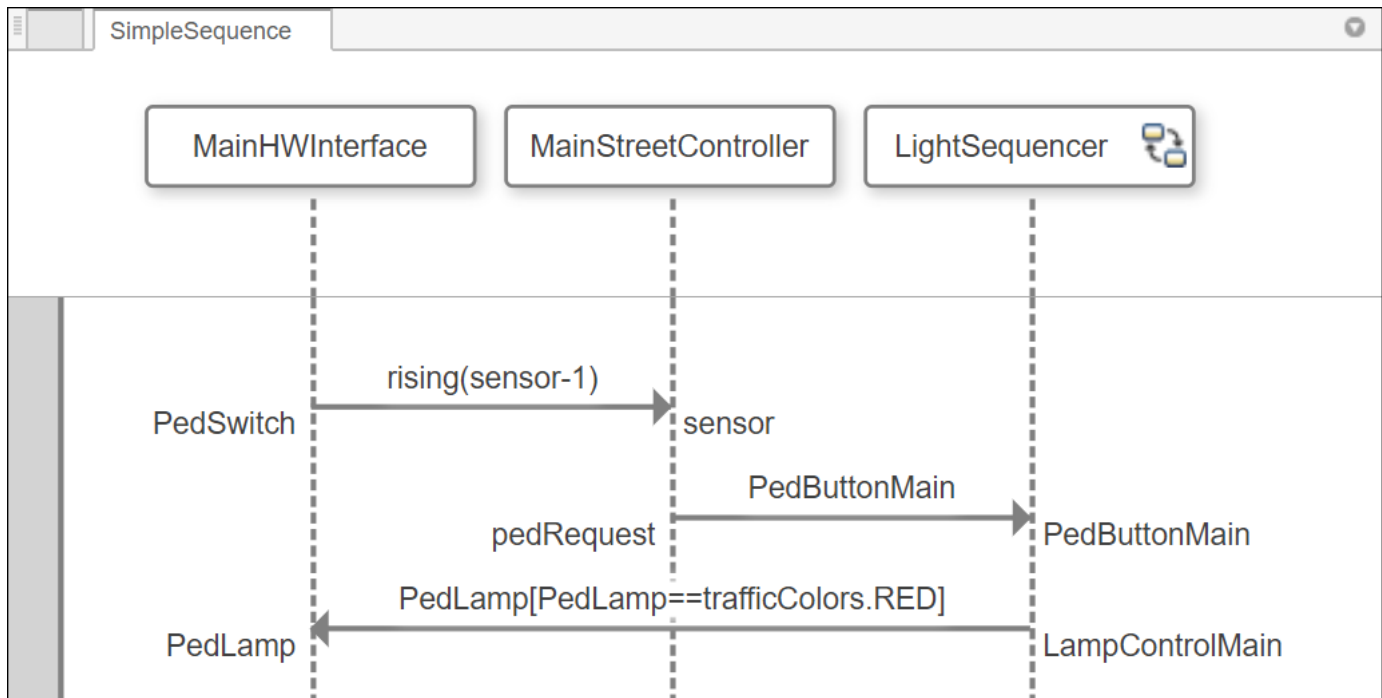 SimpleSequence
MainHWInterface
MainStreetController
LightSequencer
rising(sensor-1)
PedSwitch
sensor
PedButtonMain
pedRequest
PedButtonMain
PedLamp[PedLamp==trafficColors.RED]
PedLamp
LampControlMain